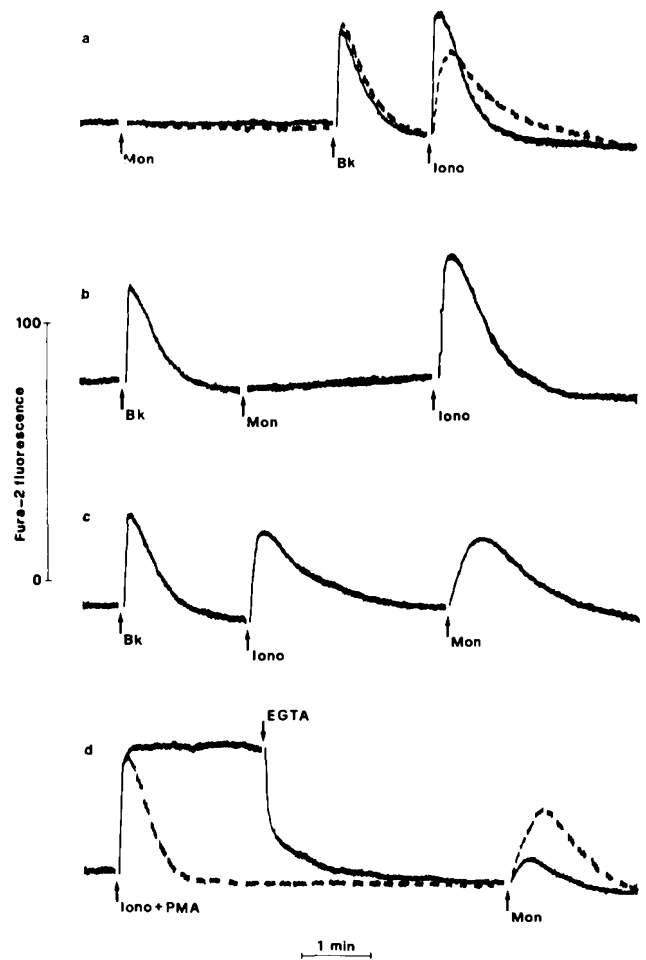 a
Mon
Bk
Iono
b
100
Bk
Mon
Iono
Fura-2 fluorescence
c
0
Bk
Iono
Mon
EGTA
d
Iono + PMA
Mon
1 min